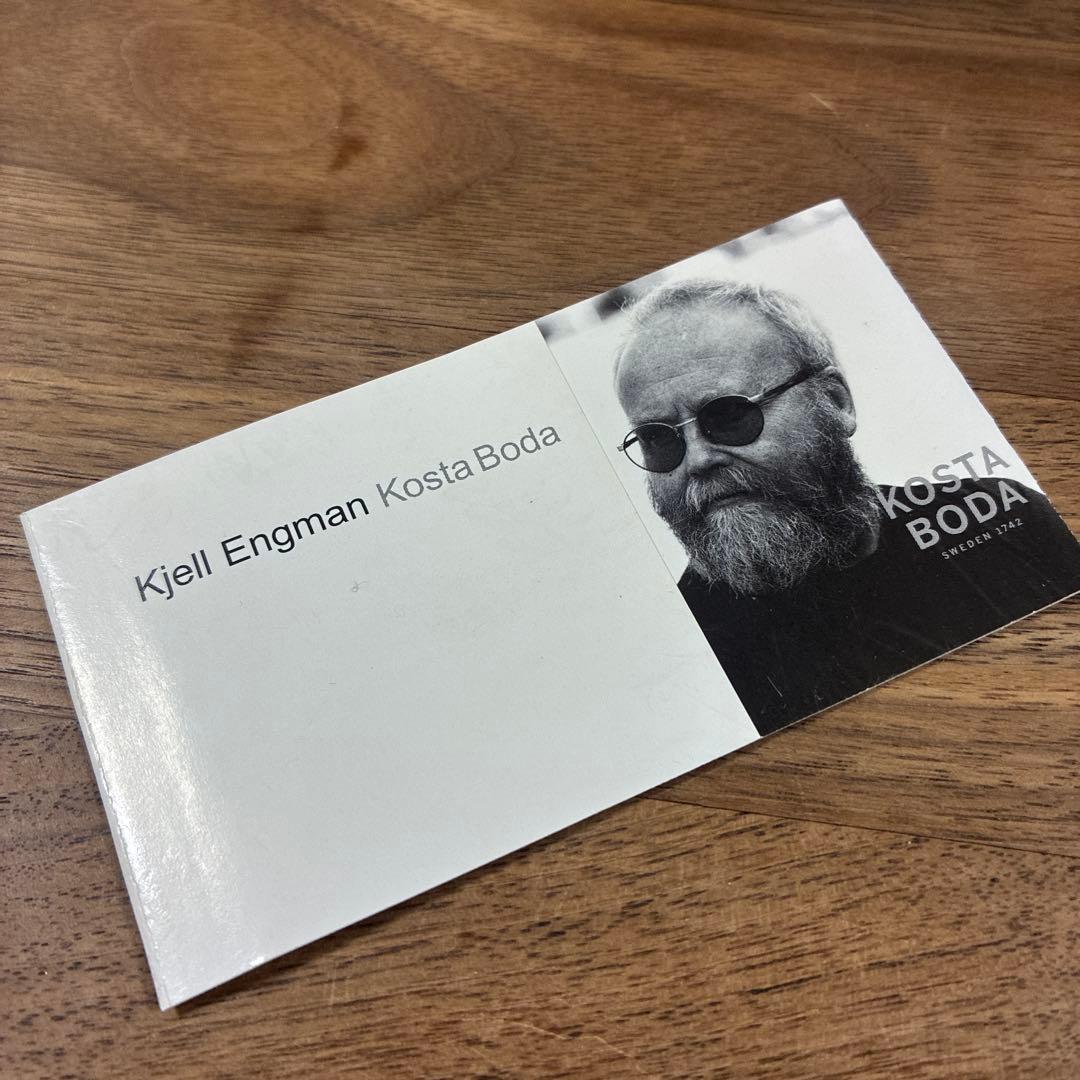 Kjell Engman Kosta Boda
KOSTA
BODA
SWEDEN 1742